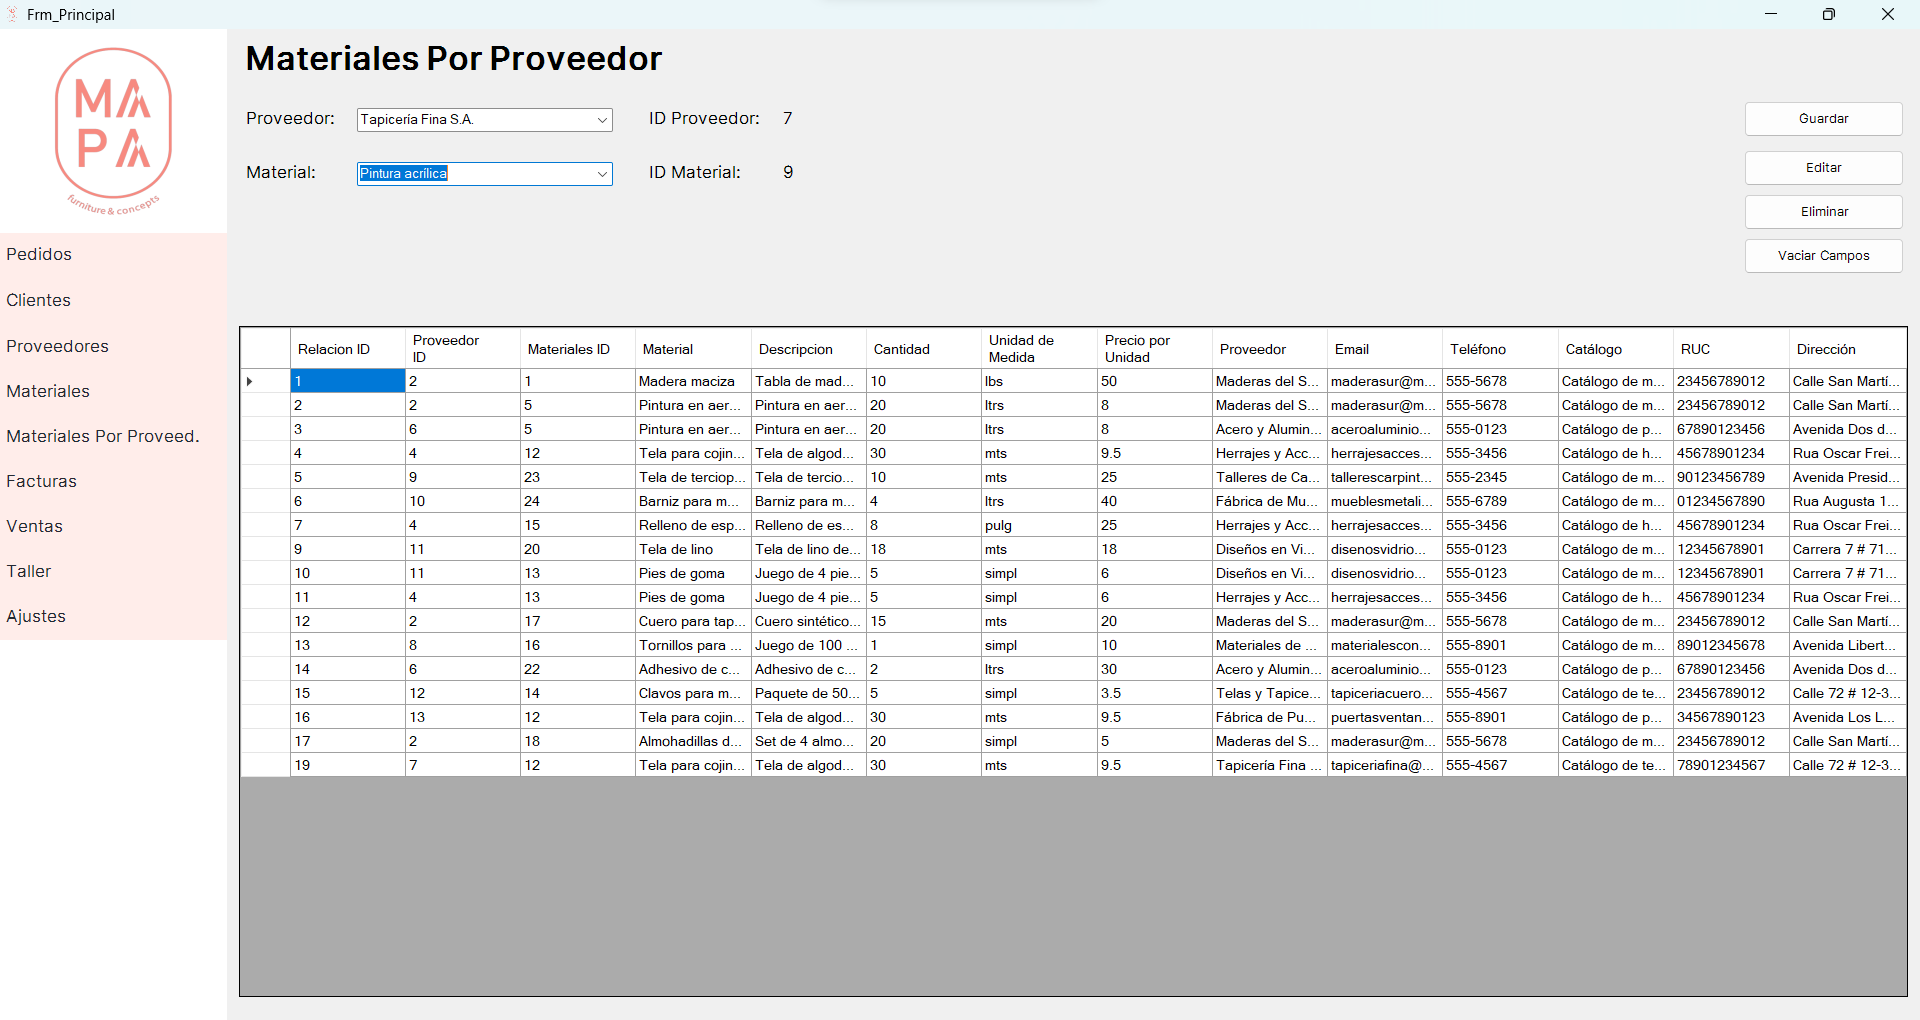 Frm_Principal
MA
PA
furniture & concepts
Pedidos
Clientes
Proveedores
Materiales
Materiales Por Proveed.
Facturas
Ventas
Taller
Ajustes
Materiales Por Proveedor
Proveedor: Tapicería Fina S.A. ID Proveedor: 7
Material: Pintura acrílica ID Material: 9
Guardar
Editar
Eliminar
Vaciar Campos
Relacion ID Proveedor ID Materiales ID Material Descripcion Cantidad Unidad de Medida Precio por Unidad Proveedor Email Teléfono Catálogo RUC Dirección
1 2 1 Madera maciza Tabla de mad... 10 lbs 50 Maderas del S... maderasur@m... 555-5678 Catálogo de m... 23456789012 Calle San Martí...
2 2 5 Pintura en aer... Pintura en aer... 20 ltrs 8 Maderas del S... maderasur@m... 555-5678 Catálogo de m... 23456789012 Calle San Martí...
3 6 5 Pintura en aer... Pintura en aer... 20 ltrs 8 Acero y Alumin... aceroaluminio... 555-0123 Catálogo de p... 67890123456 Avenida Dos d...
4 4 12 Tela para cojin... Tela de algod... 30 mts 9.5 Herrajes y Acc... herrajesacces... 555-3456 Catálogo de h... 45678901234 Rua Oscar Frei...
5 9 23 Tela de terciop... Tela de tercio... 10 mts 25 Talleres de Ca... tallerescarpint... 555-2345 Catálogo de m... 90123456789 Avenida Presid...
6 10 24 Barniz para m... Barniz para m... 4 ltrs 40 Fábrica de Mu... mueblesmetali... 555-6789 Catálogo de m... 01234567890 Rua Augusta 1...
7 4 15 Relleno de esp... Relleno de es... 8 pulg 25 Herrajes y Acc... herrajesacces... 555-3456 Catálogo de h... 45678901234 Rua Oscar Frei...
9 11 20 Tela de lino Tela de lino de... 18 mts 18 Diseños en Vi... disenosvidrio... 555-0123 Catálogo de m... 12345678901 Carrera 7 # 71...
10 11 13 Pies de goma Juego de 4 pie... 5 simpl 6 Diseños en Vi... disenosvidrio... 555-0123 Catálogo de m... 12345678901 Carrera 7 # 71...
11 4 13 Pies de goma Juego de 4 pie... 5 simpl 6 Herrajes y Acc... herrajesacces... 555-3456 Catálogo de h... 45678901234 Rua Oscar Frei...
12 2 17 Cuero para tap... Cuero sintético... 15 mts 20 Maderas del S... maderasur@m... 555-5678 Catálogo de m... 23456789012 Calle San Martí...
13 8 16 Tornillos para ... Juego de 100 ... 1 simpl 10 Materiales de ... materialescon... 555-8901 Catálogo de m... 89012345678 Avenida Libert...
14 6 22 Adhesivo de c... Adhesivo de c... 2 ltrs 30 Acero y Alumin... aceroaluminio... 555-0123 Catálogo de p... 67890123456 Avenida Dos d...
15 12 14 Clavos para m... Paquete de 50... 5 simpl 3.5 Telas y Tapice... tapiceriacuero... 555-4567 Catálogo de te... 23456789012 Calle 72 # 12-3...
16 13 12 Tela para cojin... Tela de algod... 30 mts 9.5 Fábrica de Pu... puertasventan... 555-8901 Catálogo de p... 34567890123 Avenida Los L...
17 2 18 Almohadillas d... Set de 4 almo... 20 simpl 5 Maderas del S... maderasur@m... 555-5678 Catálogo de m... 23456789012 Calle San Martí...
19 7 12 Tela para cojin... Tela de algod... 30 mts 9.5 Tapicería Fina ... tapiceriafina@... 555-4567 Catálogo de te... 78901234567 Calle 72 # 12-3...